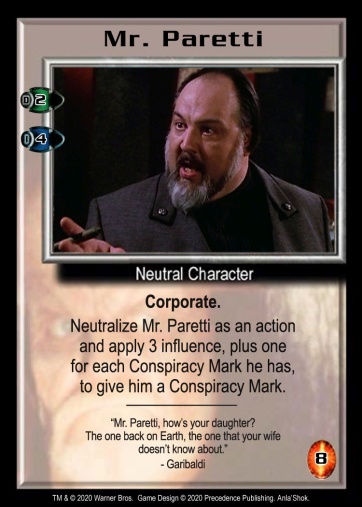 Mr. Paretti
2
4
Neutral Character
Corporate.
Neutralize Mr. Paretti as an action
and apply 3 influence, plus one
for each Conspiracy Mark he has,
to give him a Conspiracy Mark.
“Mr. Paretti, how's your daughter?
The one back on Earth, the one that your wife
doesn't know about.”
- Garibaldi
8
TM & © 2020 Warner Bros. Game Design © 2020 Precedence Publishing. Anla'Shok.